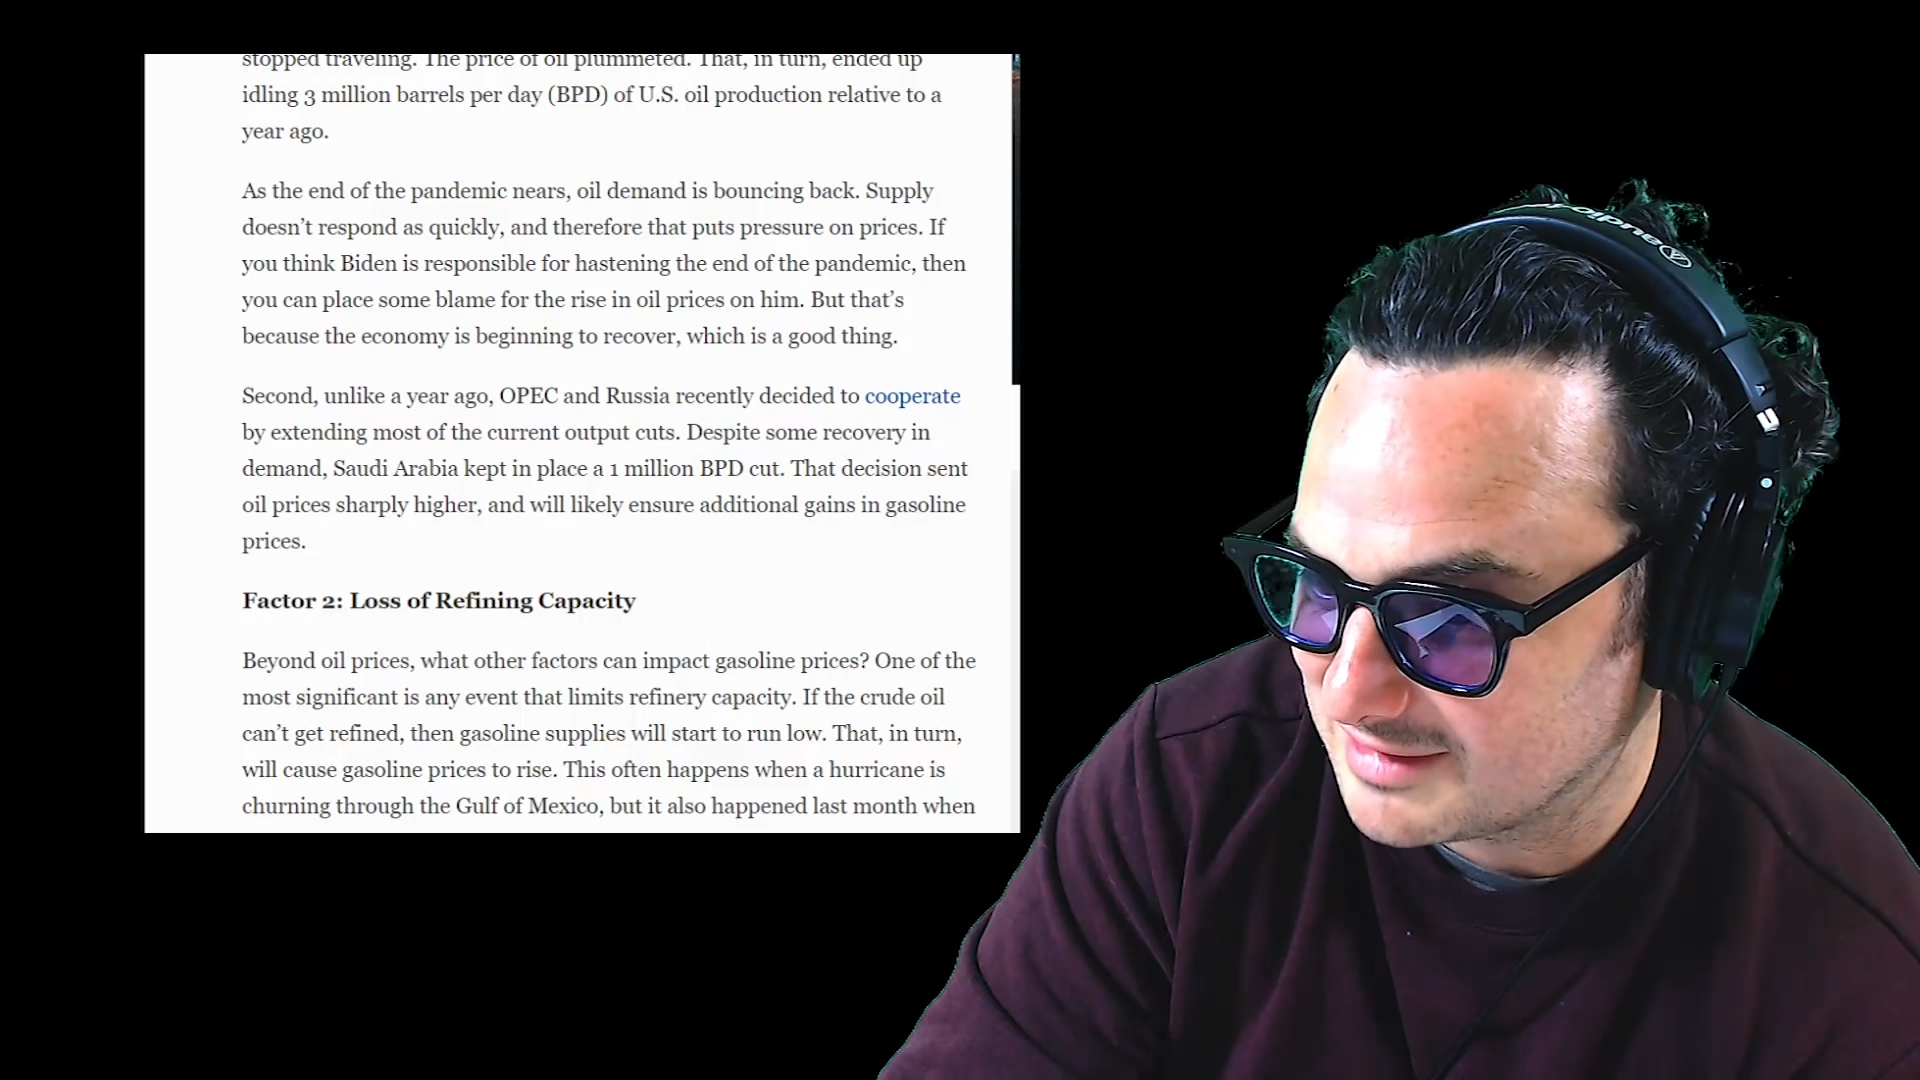 stopped traveling. The price of oil plummeted. That, in turn, ended up
idling 3 million barrels per day (BPD) of U.S. oil production relative to a
year ago.
As the end of the pandemic nears, oil demand is bouncing back. Supply
doesn’t respond as quickly, and therefore that puts pressure on prices. If
you think Biden is responsible for hastening the end of the pandemic, then
you can place some blame for the rise in oil prices on him. But that’s
because the economy is beginning to recover, which is a good thing.
Second, unlike a year ago, OPEC and Russia recently decided to cooperate
by extending most of the current output cuts. Despite some recovery in
demand, Saudi Arabia kept in place a 1 million BPD cut. That decision sent
oil prices sharply higher, and will likely ensure additional gains in gasoline
prices.
Factor 2: Loss of Refining Capacity
Beyond oil prices, what other factors can impact gasoline prices? One of the
most significant is any event that limits refinery capacity. If the crude oil
can’t get refined, then gasoline supplies will start to run low. That, in turn,
will cause gasoline prices to rise. This often happens when a hurricane is
churning through the Gulf of Mexico, but it also happened last month when